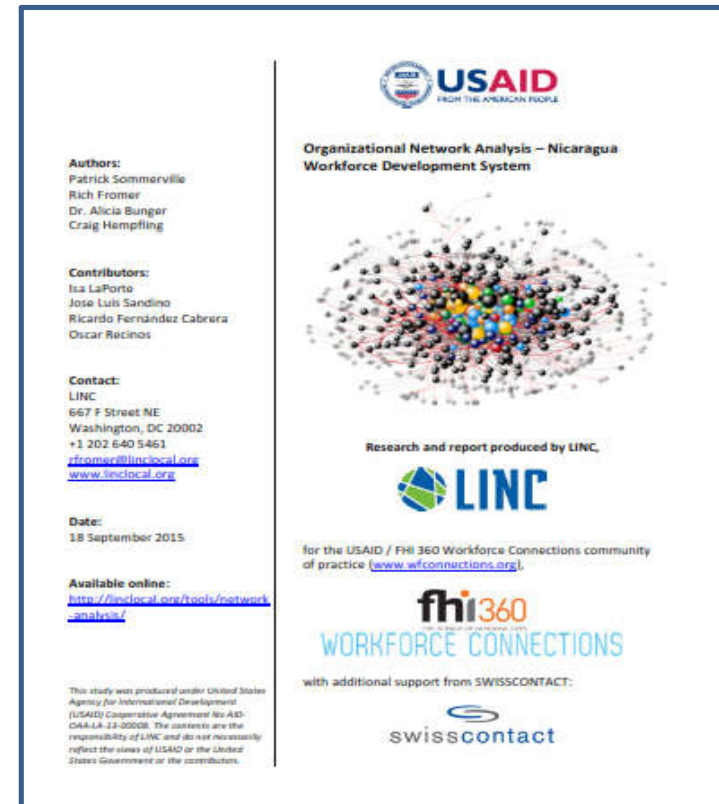 Authors:
Patrick Sommerville
Rich Fromer
Dr. Alicia Bunger
Craig Hempfling
Contributors:
Isa LaPorte
Jose Luis Sandino
Ricardo Fernández Cabrera
Oscar Recinos
Contact:
LINC
667 F Street NE
Washington, DC 20002
+1 202 640 5461
rfromer@linclocal.org
www.linclocal.org
Date:
18 September 2015
Available online:
http://linclocal.org/tools/network
-analysis/
This study was produced under United States
Agency for International Development
(USAID) Cooperative Agreement No AID-
OAA-LA-13-00008. The contents are the
responsibility of LINC and do not necessarily
reflect the views of USAID or the United
States Government or the contributors.
USAID
FROM THE AMERICAN PEOPLE
Organizational Network Analysis – Nicaragua
Workforce Development System
Research and report produced by LINC,
LINC
for the USAID / FHI 360 Workforce Connections community
of practice (www.wfconnections.org),
fhi360
WORKFORCE CONNECTIONS
with additional support from SWISSCONTACT:
swisscontact